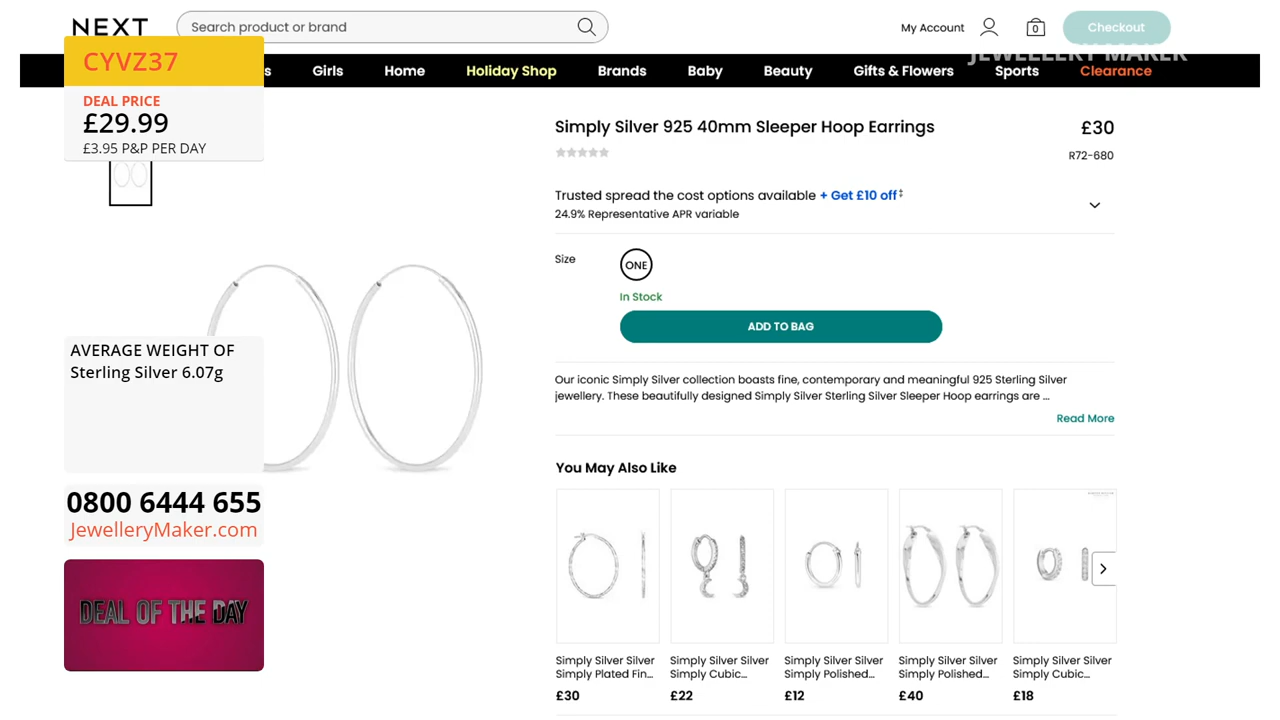 NEXT
Search product or brand
My Account
0
Checkout
JEWELLERY MAKER
s
Girls
Home
Holiday Shop
Brands
Baby
Beauty
Gifts & Flowers
Sports
Clearance
CYVZ37
DEAL PRICE
£29.99
£3.95 P&P PER DAY
Simply Silver 925 40mm Sleeper Hoop Earrings
£30
R72-680
Trusted spread the cost options available + Get £10 off‡
24.9% Representative APR variable
Size
ONE
In Stock
ADD TO BAG
AVERAGE WEIGHT OF
Sterling Silver 6.07g
Our iconic Simply Silver collection boasts fine, contemporary and meaningful 925 Sterling Silver
jewellery. These beautifully designed Simply Silver Sterling Silver Sleeper Hoop earrings are ...
Read More
You May Also Like
0800 6444 655
JewelleryMaker.com
DEAL OF THE DAY
Simply Silver Silver
Simply Plated Fin...
£30
Simply Silver Silver
Simply Cubic...
£22
Simply Silver Silver
Simply Polished...
£12
Simply Silver Silver
Simply Polished...
£40
Simply Silver Silver
Simply Cubic...
£18